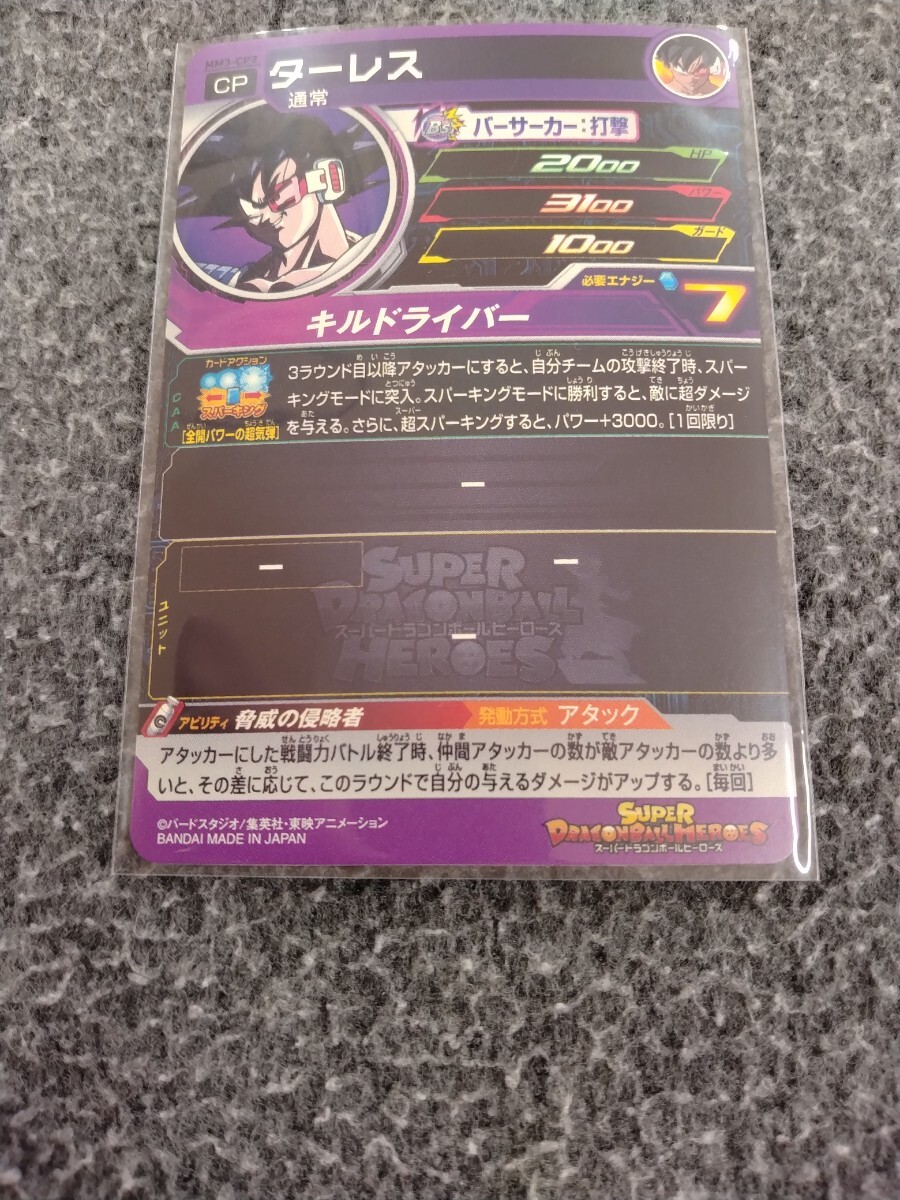 MM3-CP7
CP ターレス
通常
Bs バーサーカー:打撃
HP
2000
パワー
3100
ガード
1000
必要エナジー 7
キルドライバー
カードアクション
スパーキング
[全開パワーの超気弾]
CAA
3ラウンド目以降アタッカーにすると、自分チームの攻撃終了時、スパー
キングモードに突入。スパーキングモードに勝利すると、敵に超ダメージ
を与える。さらに、超スパーキングすると、パワー+3000。[1回限り]
ー
ー ー
ー
ユニット
SUPER
DRAGONBALL
スーパードラゴンボールヒーローズ
HEROES
アビリティ 脅威の侵略者 発動方式 アタック
アタッカーにした戦闘力バトル終了時、仲間アタッカーの数が敵アタッカーの数より多
いと、その差に応じて、このラウンドで自分の与えるダメージがアップする。[毎回]
©バードスタジオ/集英社・東映アニメーション
BANDAI MADE IN JAPAN
SUPER
DRAGONBALL HEROES
スーパードラゴンボールヒーローズ